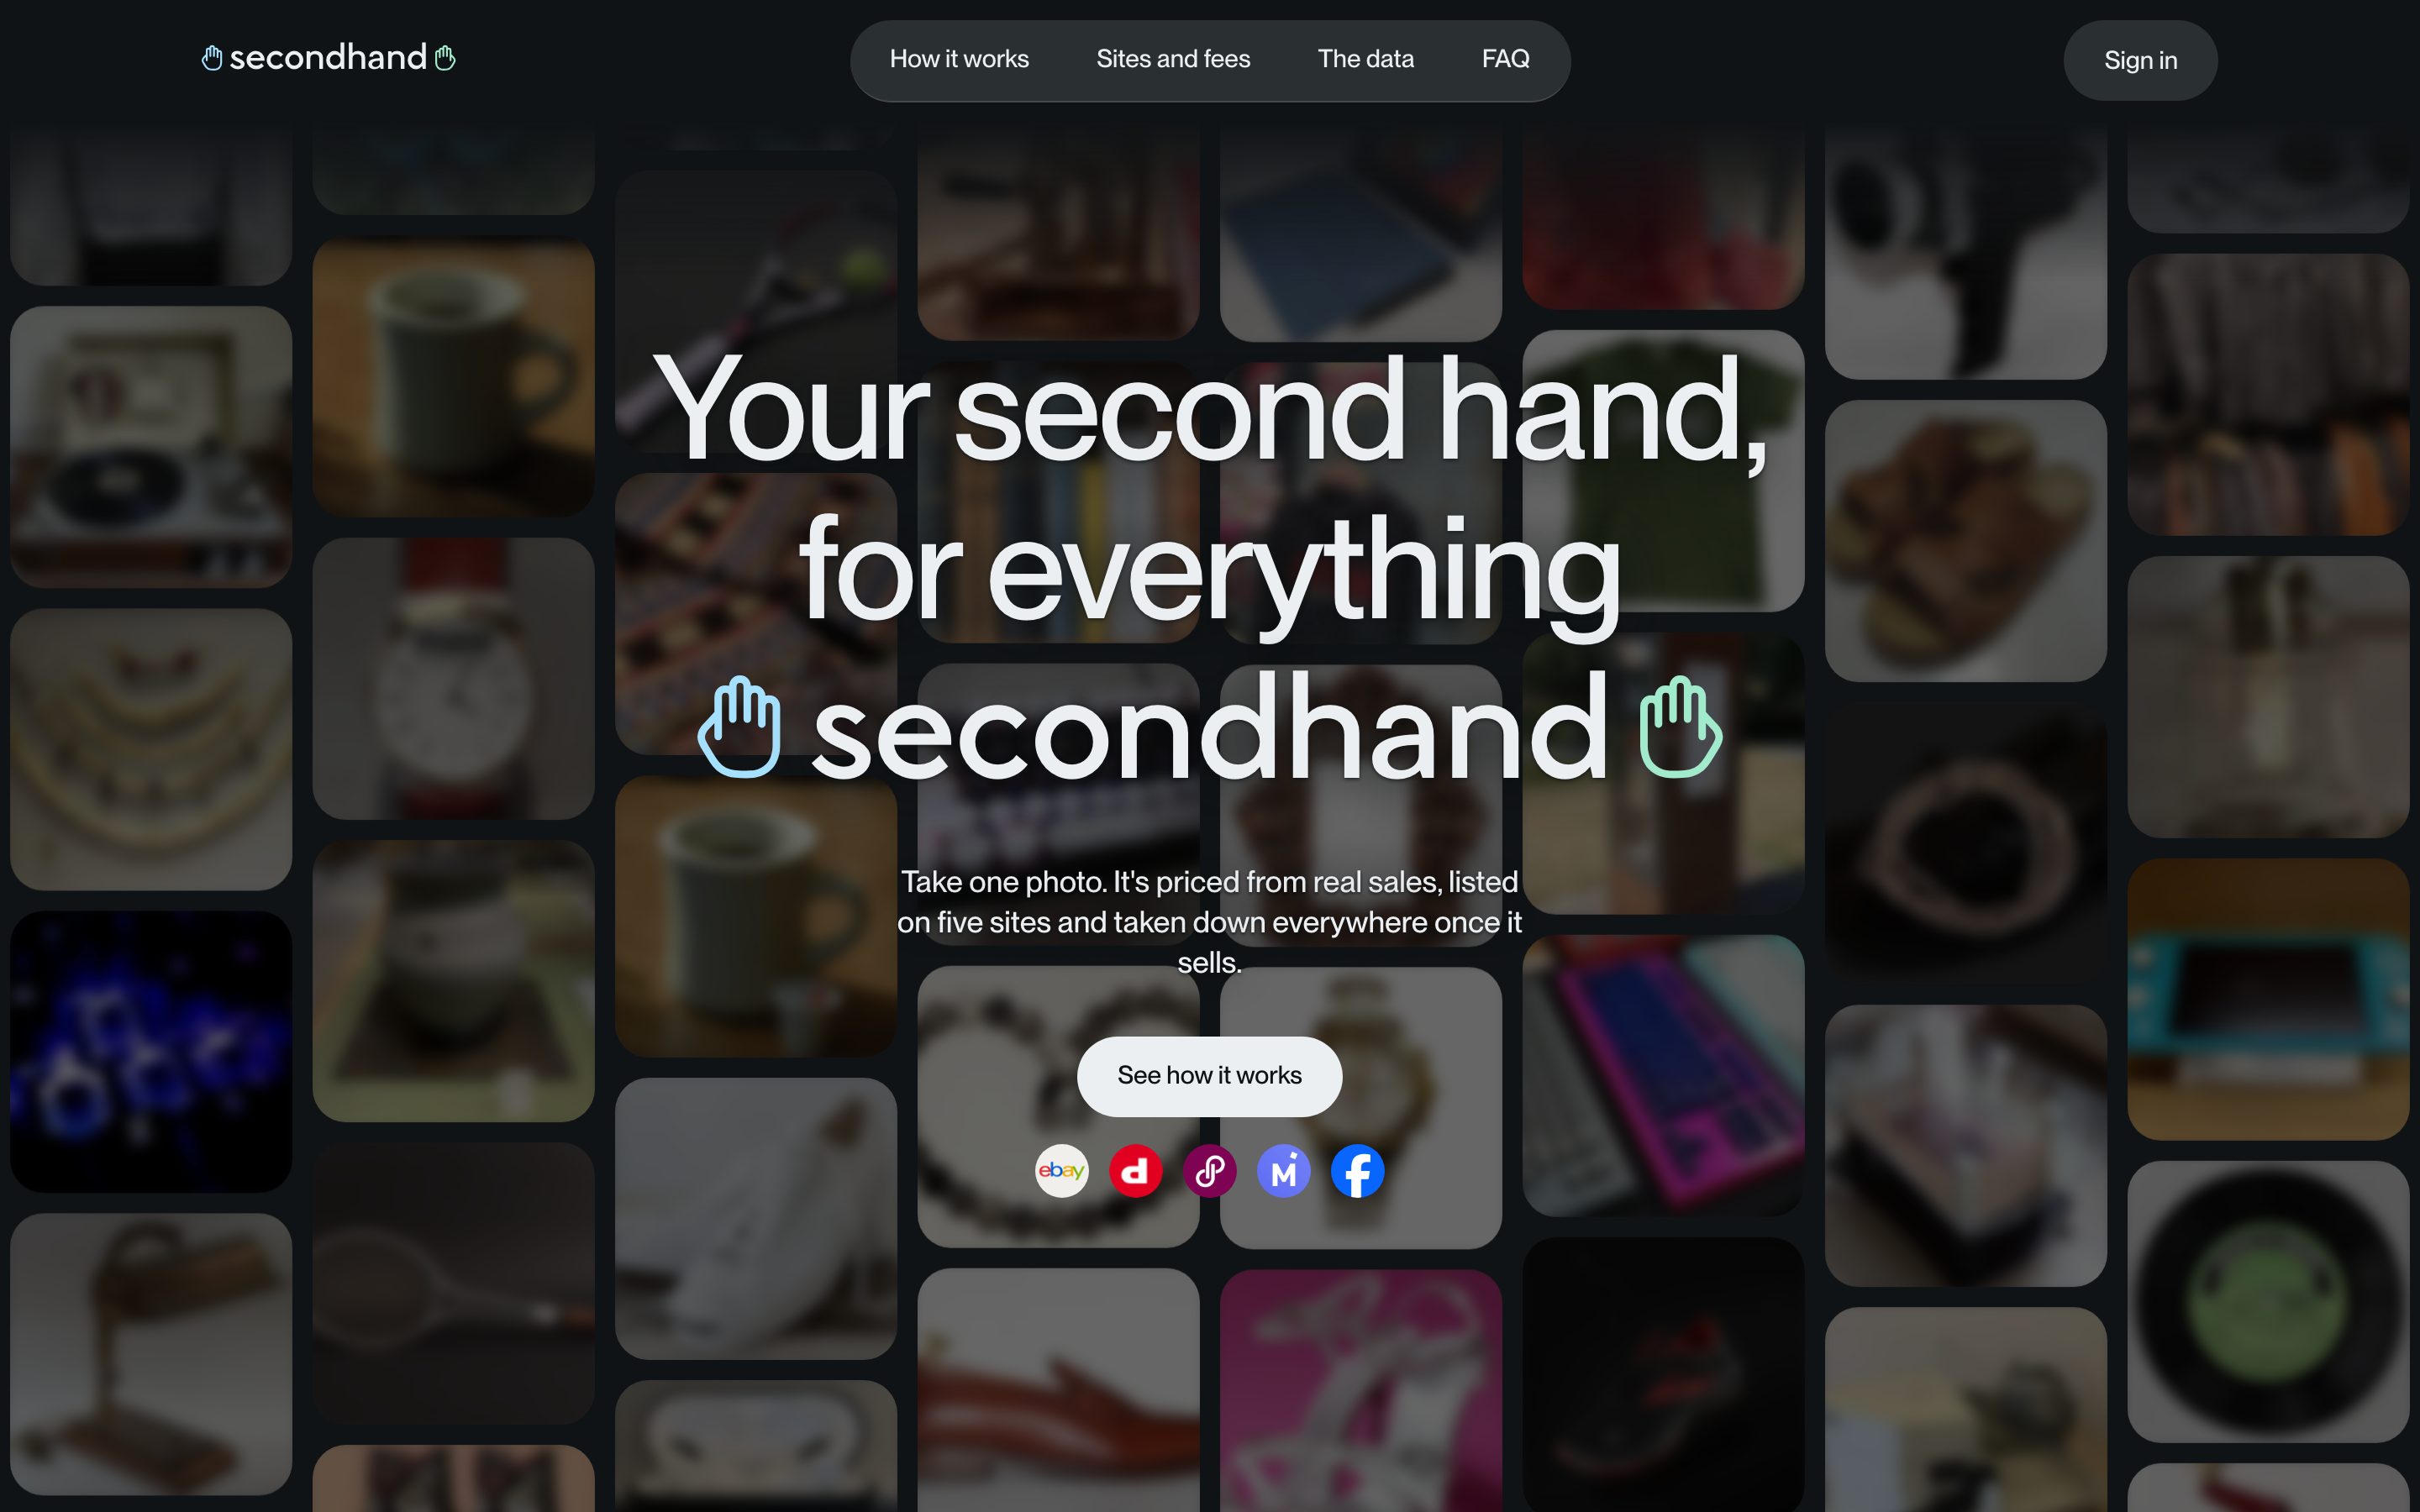 secondhand
How it works
Sites and fees
The data
FAQ
Sign in
Your second hand,
for everything
secondhand
Take one photo. It's priced from real sales, listed
on five sites and taken down everywhere once it
sells.
See how it works
ebay